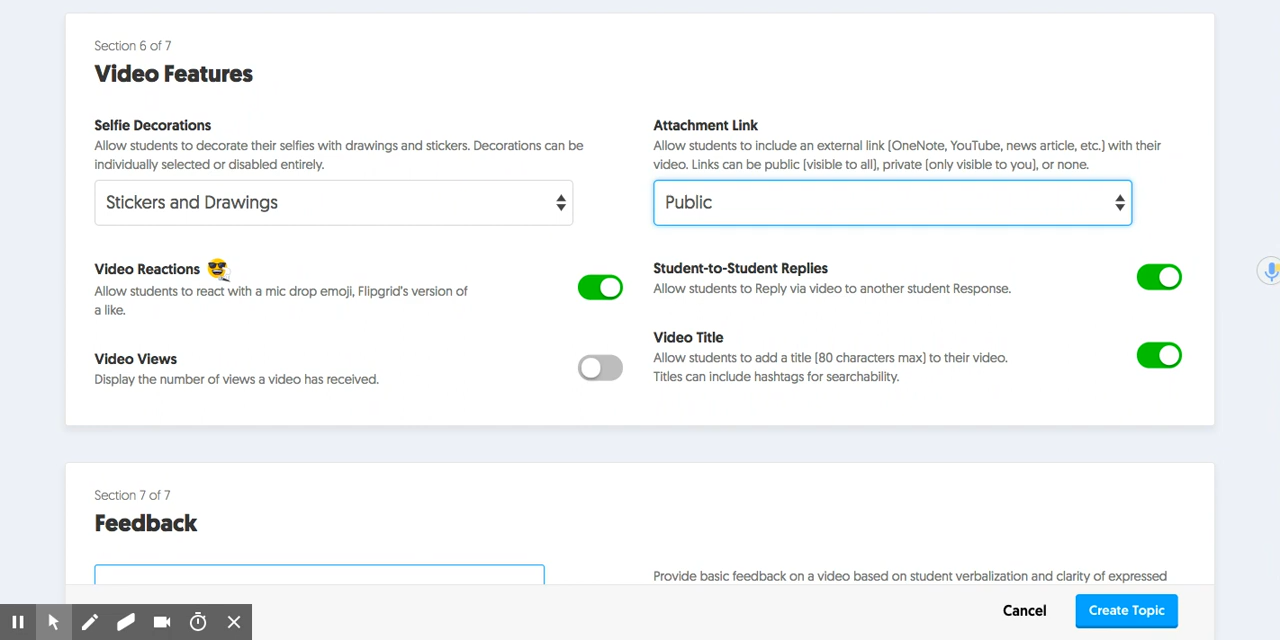 Section 6 of 7
Video Features
Selfie Decorations
Allow students to decorate their selfies with drawings and stickers. Decorations can be
individually selected or disabled entirely.
Stickers and Drawings
Attachment Link
Allow students to include an external link (OneNote, YouTube, news article, etc.) with their
video. Links can be public (visible to all), private (only visible to you), or none.
Public
Video Reactions
Allow students to react with a mic drop emoji, Flipgrid's version of
a like.
Student-to-Student Replies
Allow students to Reply via video to another student Response.
Video Views
Display the number of views a video has received.
Video Title
Allow students to add a title (80 characters max) to their video.
Titles can include hashtags for searchability.
Section 7 of 7
Feedback
Provide basic feedback on a video based on student verbalization and clarity of expressed
Cancel
Create Topic